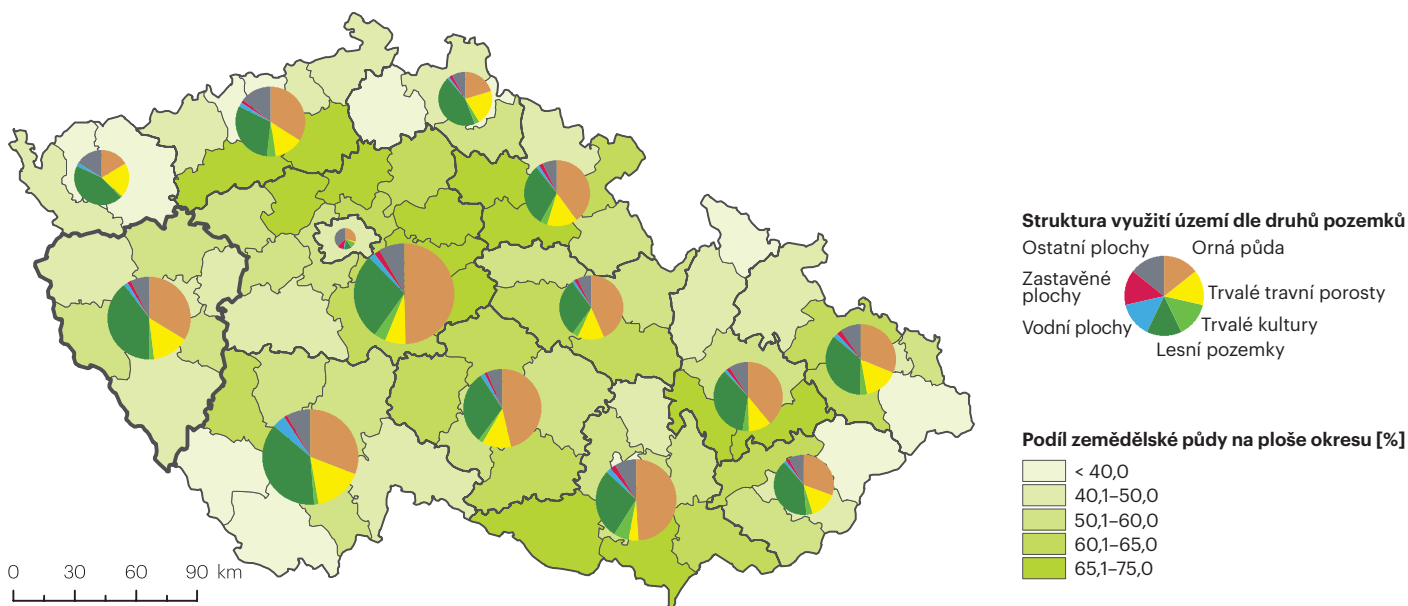 Struktura využití území dle druhů pozemků
Ostatní plochy
Orná půda
Zastavěné
plochy
Trvalé travní porosty
Vodní plochy
Trvalé kultury
Lesní pozemky
Podíl zemědělské půdy na ploše okresu [%]
< 40,0
40,1–50,0
50,1–60,0
60,1–65,0
65,1–75,0
0 30 60 90 km